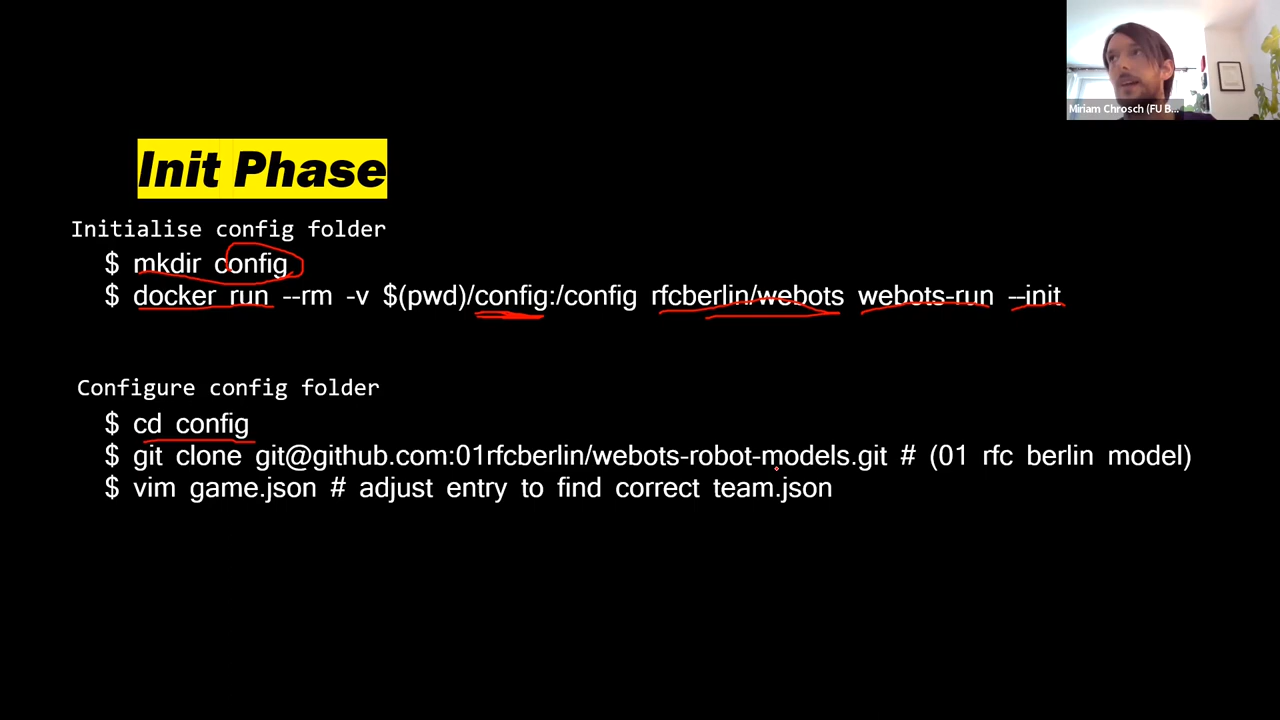 Miriam Chrosch (FU B...
Init Phase
Initialise config folder
$ mkdir config
$ docker run --rm -v $(pwd)/config:/config rfcberlin/webots webots-run --init
Configure config folder
$ cd config
$ git clone git@github.com:01rfcberlin/webots-robot-models.git # (01 rfc berlin model)
$ vim game.json # adjust entry to find correct team.json